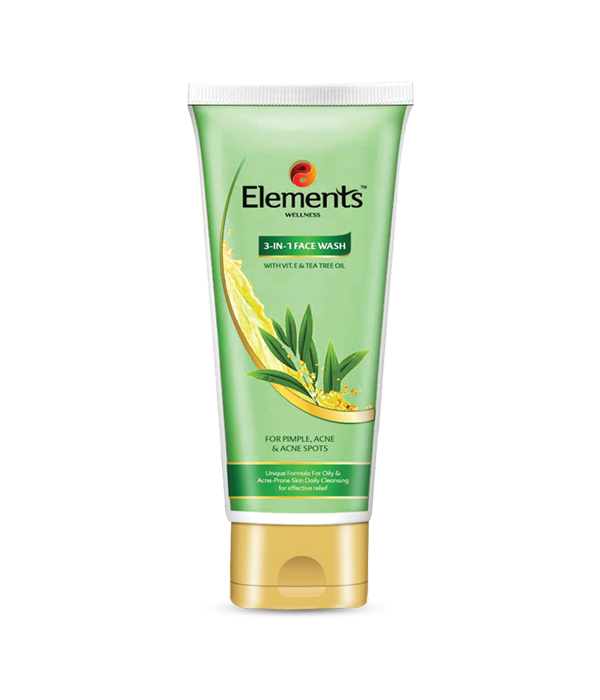 Elements™
WELLNESS
3-IN-1 FACE WASH
WITH VIT. E & TEA TREE OIL
FOR PIMPLE, ACNE
& ACNE SPOTS
Unique Formula For Oily &
Acne-Prone Skin Daily Cleansing
for effective relief